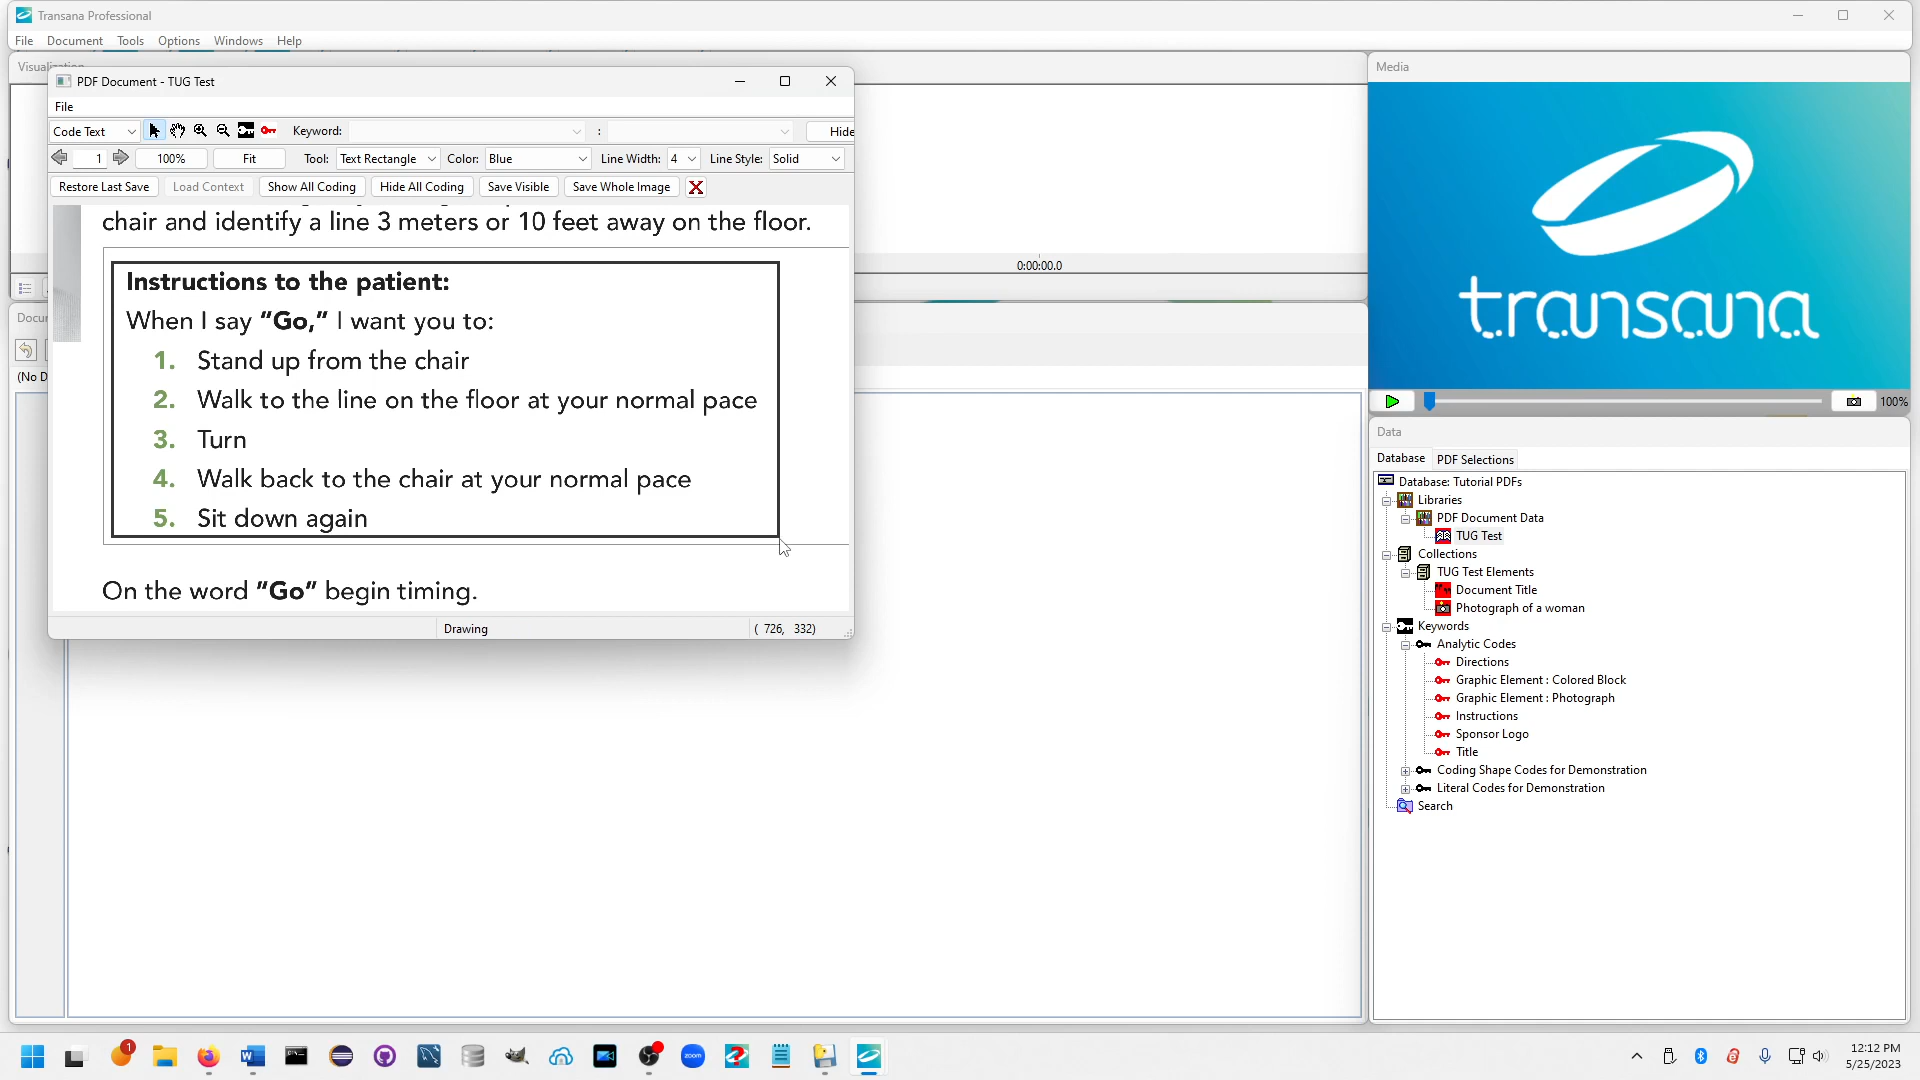 Transana Professional
File Document Tools Options Windows Help
Media
PDF Document - TUG Test
File
Code Text Keyword: : Hide
1 100% Fit Tool: Text Rectangle Color: Blue Line Width: 4 Line Style: Solid
Restore Last Save Load Context Show All Coding Hide All Coding Save Visible Save Whole Image
chair and identify a line 3 meters or 10 feet away on the floor.
Instructions to the patient:
When I say “Go,” I want you to:
1. Stand up from the chair
2. Walk to the line on the floor at your normal pace
3. Turn
4. Walk back to the chair at your normal pace
5. Sit down again
On the word “Go” begin timing.
Drawing ( 726, 332)
0:00:00.0
(No D
transana
100%
Data
Database PDF Selections
Database: Tutorial PDFs
Libraries
PDF Document Data
TUG Test
Collections
TUG Test Elements
Document Title
Photograph of a woman
Keywords
Analytic Codes
Directions
Graphic Element : Colored Block
Graphic Element : Photograph
Instructions
Sponsor Logo
Title
Coding Shape Codes for Demonstration
Literal Codes for Demonstration
Search
1
zoom
12:12 PM
5/25/2023